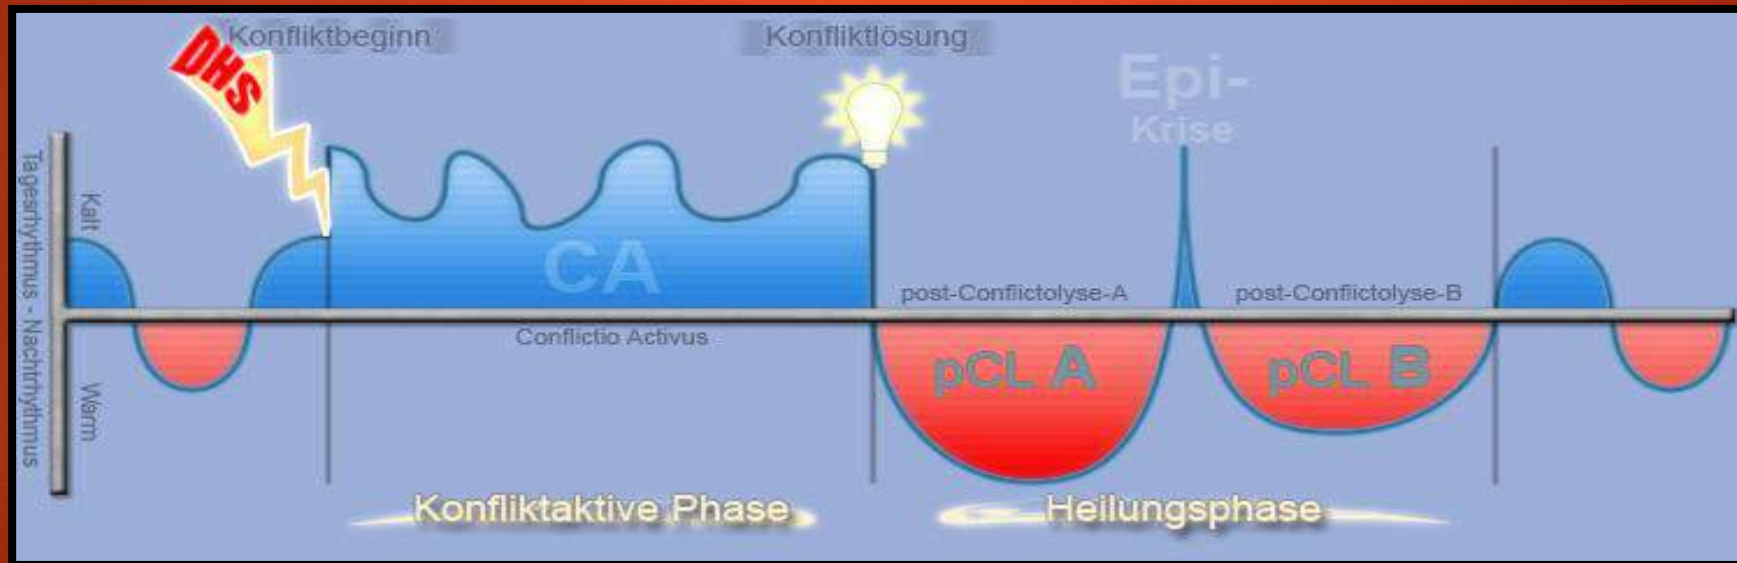 Konfliktbeginn
Konfliktlösung
DHS
Epi-
Krise
Tagesrhythmus - Nachtrhythmus
Kalt
Warm
CA
Conflictio Activus
post-Conflictolyse-A
post-Conflictolyse-B
pCL A
pCL B
Konfliktaktive Phase
Heilungsphase